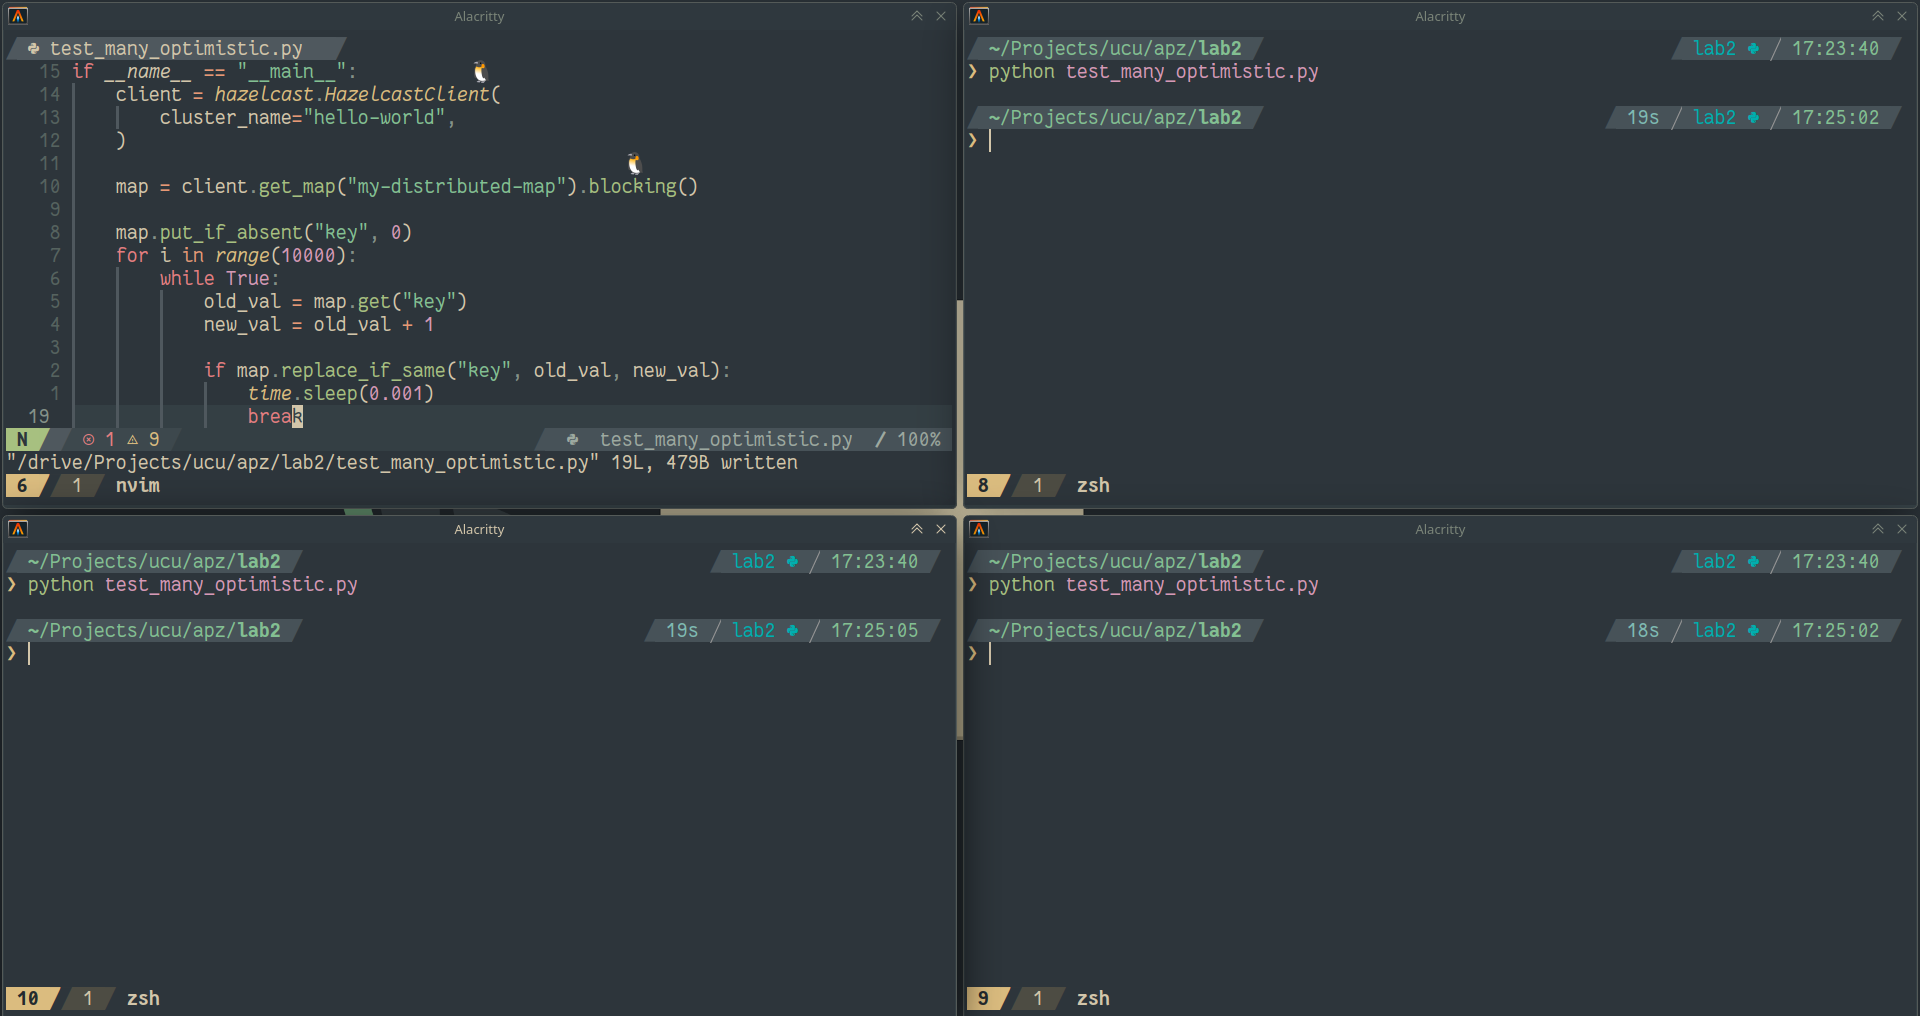 Alacritty
test_many_optimistic.py
15 if __name__ == "__main__":
14 client = hazelcast.HazelcastClient(
13 cluster_name="hello-world",
12 )
11
10 map = client.get_map("my-distributed-map").blocking()
9
8 map.put_if_absent("key", 0)
7 for i in range(10000):
6 while True:
5 old_val = map.get("key")
4 new_val = old_val + 1
3
2 if map.replace_if_same("key", old_val, new_val):
1 time.sleep(0.001)
19 break
N 1 9 test_many_optimistic.py / 100%
"/drive/Projects/ucu/apz/lab2/test_many_optimistic.py" 19L, 479B written
6 1 nvim
Alacritty
~/Projects/ucu/apz/lab2 lab2 17:23:40
❯ python test_many_optimistic.py
~/Projects/ucu/apz/lab2 19s lab2 17:25:02
❯
8 1 zsh
Alacritty
~/Projects/ucu/apz/lab2 lab2 17:23:40
❯ python test_many_optimistic.py
~/Projects/ucu/apz/lab2 19s lab2 17:25:05
❯
10 1 zsh
Alacritty
~/Projects/ucu/apz/lab2 lab2 17:23:40
❯ python test_many_optimistic.py
~/Projects/ucu/apz/lab2 18s lab2 17:25:02
❯
9 1 zsh